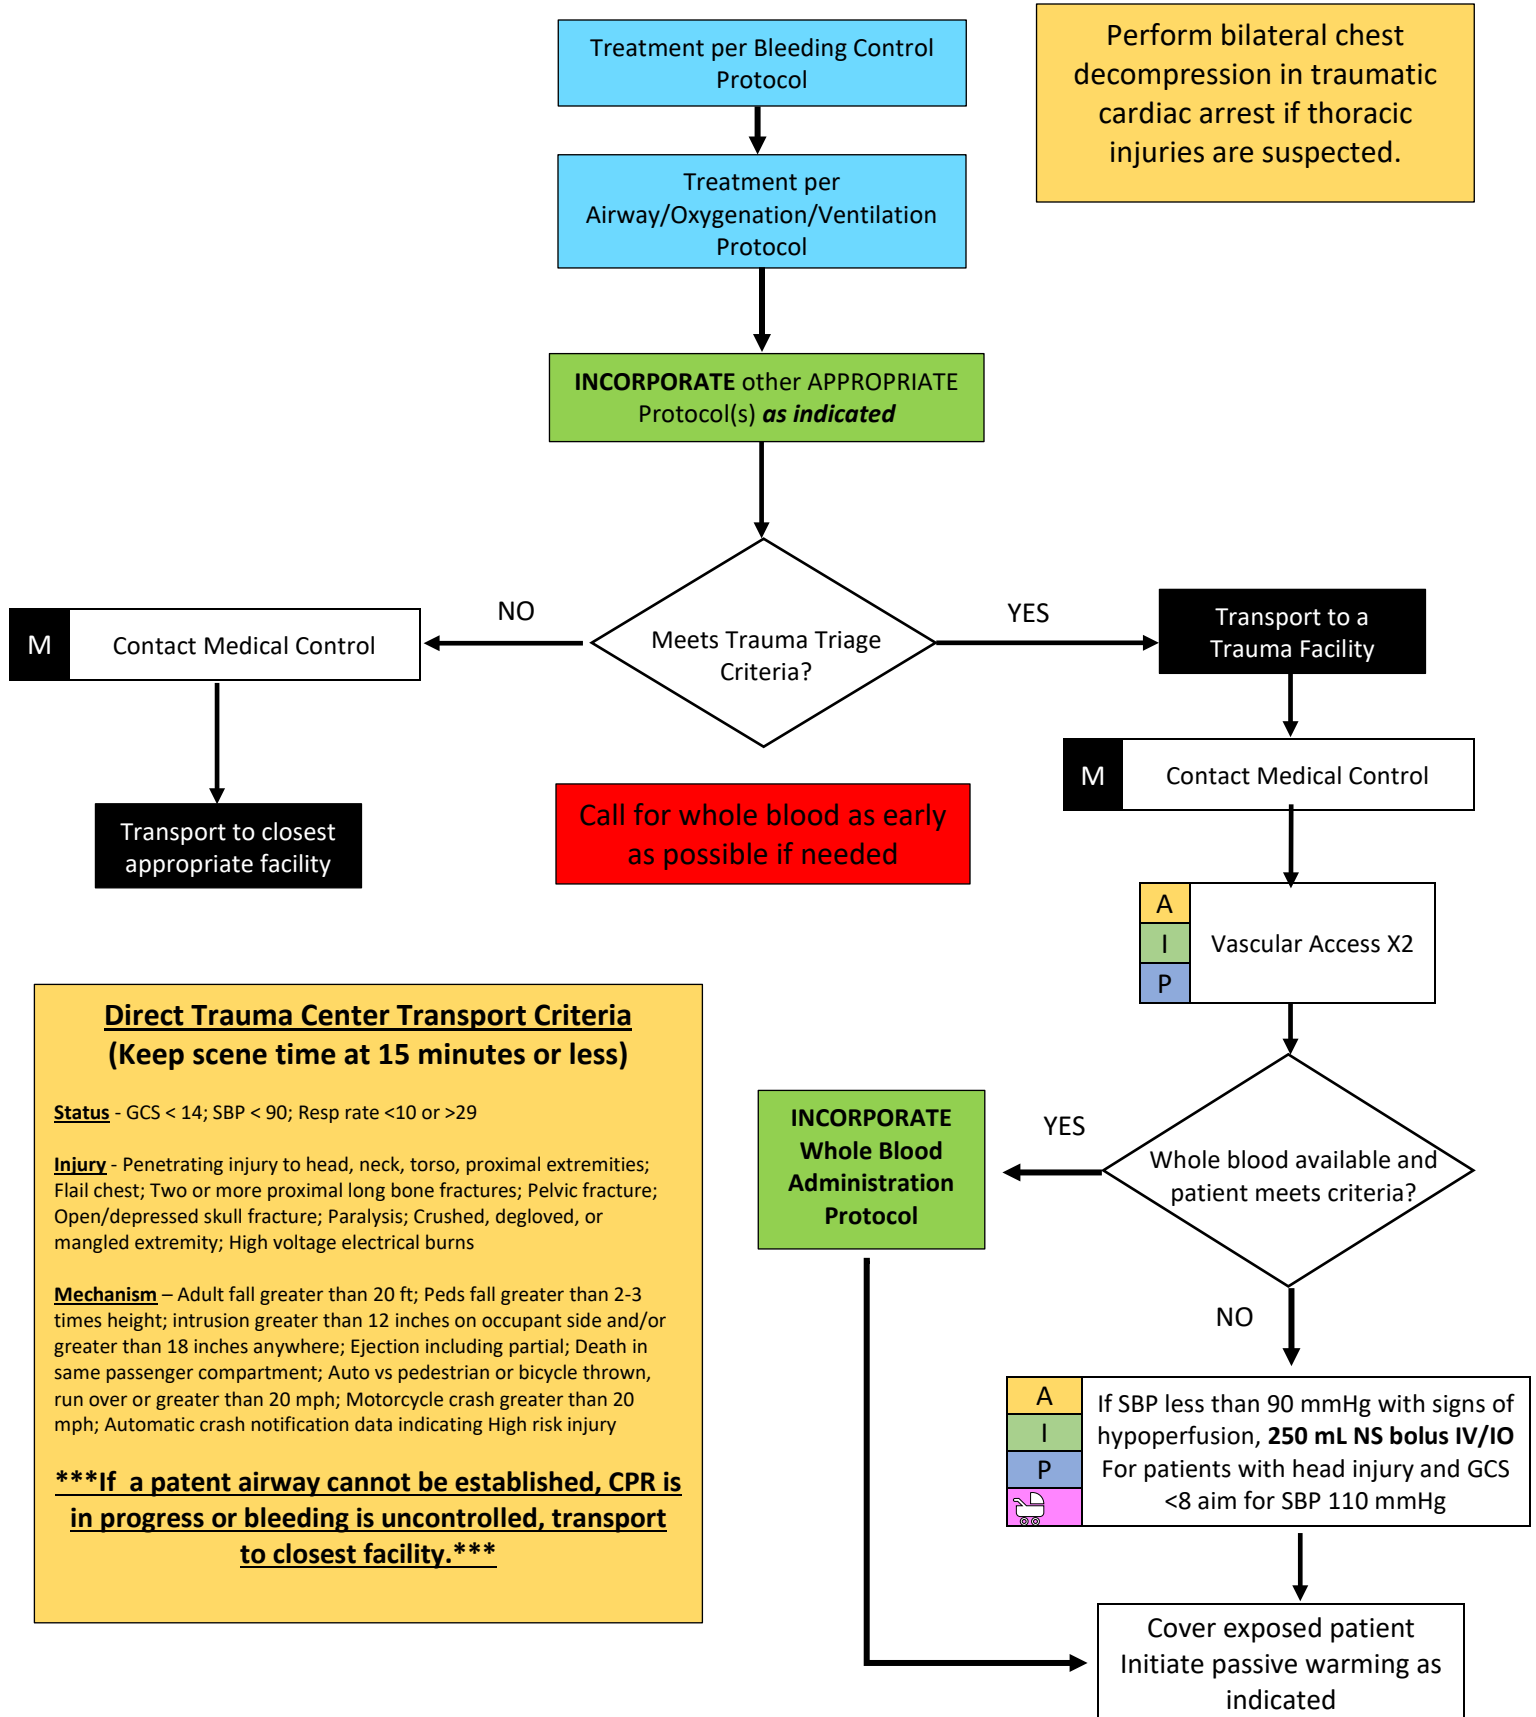 Treatment per Bleeding Control
Protocol
Perform bilateral chest
decompression in traumatic
cardiac arrest if thoracic
injuries are suspected.
Treatment per
Airway/Oxygenation/Ventilation
Protocol
INCORPORATE other APPROPRIATE
Protocol(s) as indicated
NO
YES
M
Contact Medical Control
Meets Trauma Triage
Criteria?
Transport to a
Trauma Facility
M
Contact Medical Control
Transport to closest
appropriate facility
Call for whole blood as early
as possible if needed
A
I
P
Vascular Access X2
Direct Trauma Center Transport Criteria
(Keep scene time at 15 minutes or less)
Status - GCS < 14; SBP < 90; Resp rate <10 or >29
Injury - Penetrating injury to head, neck, torso, proximal extremities;
Flail chest; Two or more proximal long bone fractures; Pelvic fracture;
Open/depressed skull fracture; Paralysis; Crushed, degloved, or
mangled extremity; High voltage electrical burns
Mechanism – Adult fall greater than 20 ft; Peds fall greater than 2-3
times height; intrusion greater than 12 inches on occupant side and/or
greater than 18 inches anywhere; Ejection including partial; Death in
same passenger compartment; Auto vs pedestrian or bicycle thrown,
run over or greater than 20 mph; Motorcycle crash greater than 20
mph; Automatic crash notification data indicating High risk injury
***If a patent airway cannot be established, CPR is
in progress or bleeding is uncontrolled, transport
to closest facility.***
INCORPORATE
Whole Blood
Administration
Protocol
YES
Whole blood available and
patient meets criteria?
NO
A
I
P
If SBP less than 90 mmHg with signs of
hypoperfusion, 250 mL NS bolus IV/IO
For patients with head injury and GCS
<8 aim for SBP 110 mmHg
Cover exposed patient
Initiate passive warming as
indicated